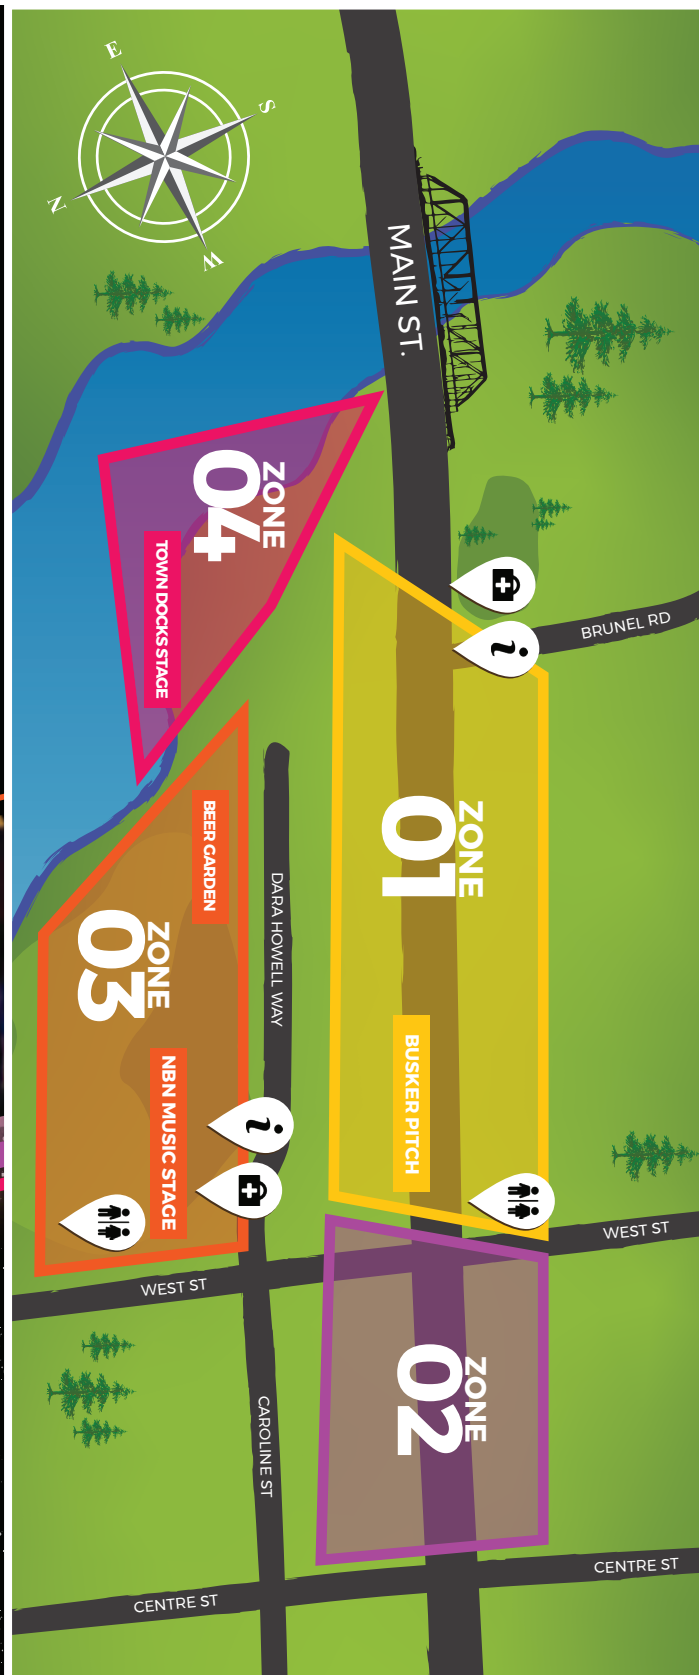 E
S
N
W
MAIN ST.
ZONE
04
TOWN DOCKS STAGE
i
BRUNEL RD
ZONE
01
BEER GARDEN
DARA HOWELL WAY
ZONE
03
BUSKER PITCH
NBN MUSIC STAGE
i
WEST ST
WEST ST
ZONE
02
CAROLINE ST
CENTRE ST
CENTRE ST